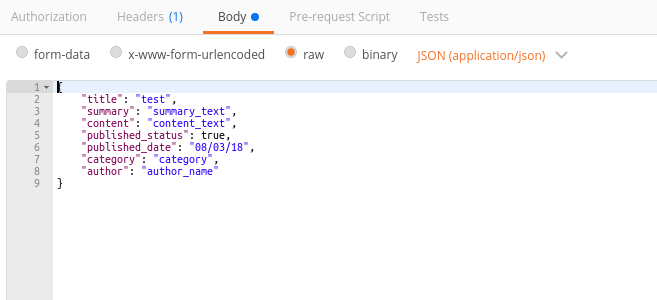 Authorization Headers (1) Body Pre-request Script Tests
form-data x-www-form-urlencoded raw binary JSON (application/json)
1 {
2 "title": "test",
3 "summary": "summary_text",
4 "content": "content_text",
5 "published_status": true,
6 "published_date": "08/03/18",
7 "category": "category",
8 "author": "author_name"
9 }